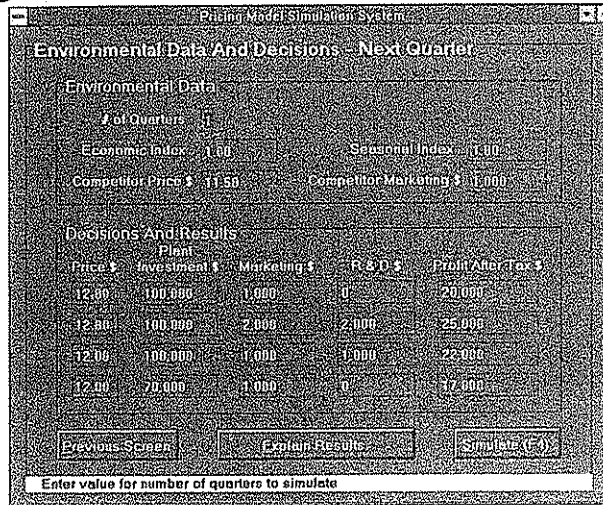 Pricing Model Simulation System
Environmental Data And Decisions - Next Quarter
Environmental Data
# of Quarters 1
Economic Index 1.00 Seasonal Index 1.00
Competitor Price $ 11.50 Competitor Marketing $ 1,000
Decisions And Results
Plant
Price $ Investment $ Marketing $ R & D $ Profit After Tax $
12.00 100,000 1,000 0 20,000
12.00 100,000 2,000 2,000 25,000
12.00 100,000 1,000 1,000 22,000
12.00 70,000 1,000 0 17,000
Previous Screen Explain Results Simulate (F4)
Enter value for number of quarters to simulate